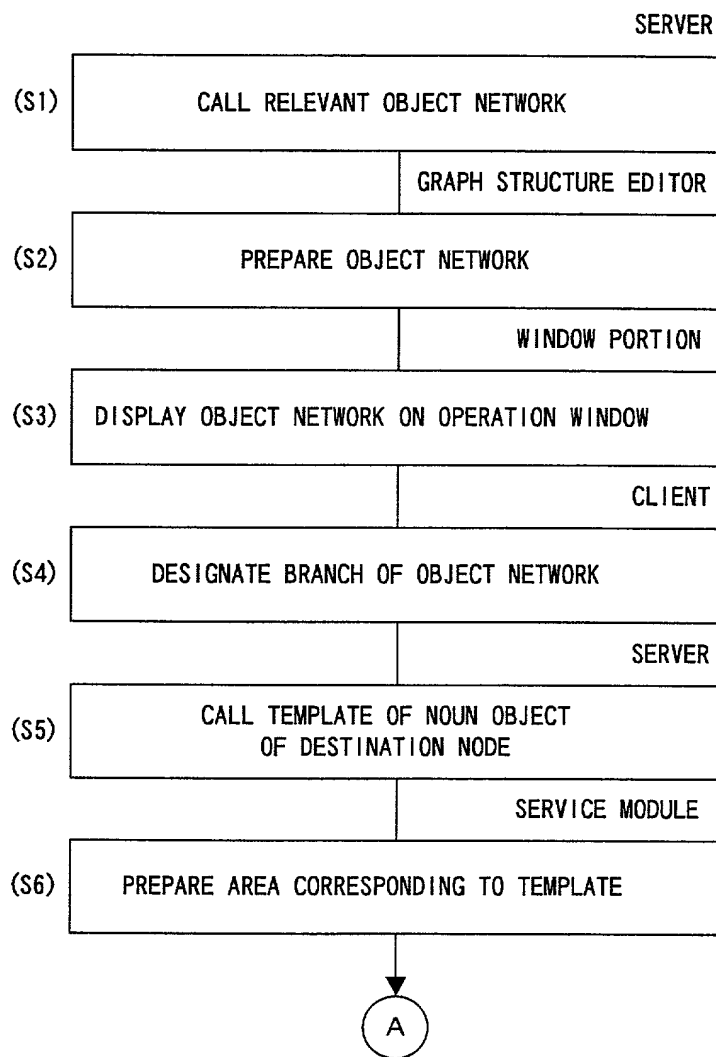 SERVER
(S1) CALL RELEVANT OBJECT NETWORK
GRAPH STRUCTURE EDITOR
(S2) PREPARE OBJECT NETWORK
WINDOW PORTION
(S3) DISPLAY OBJECT NETWORK ON OPERATION WINDOW
CLIENT
(S4) DESIGNATE BRANCH OF OBJECT NETWORK
SERVER
(S5) CALL TEMPLATE OF NOUN OBJECT
OF DESTINATION NODE
SERVICE MODULE
(S6) PREPARE AREA CORRESPONDING TO TEMPLATE
A